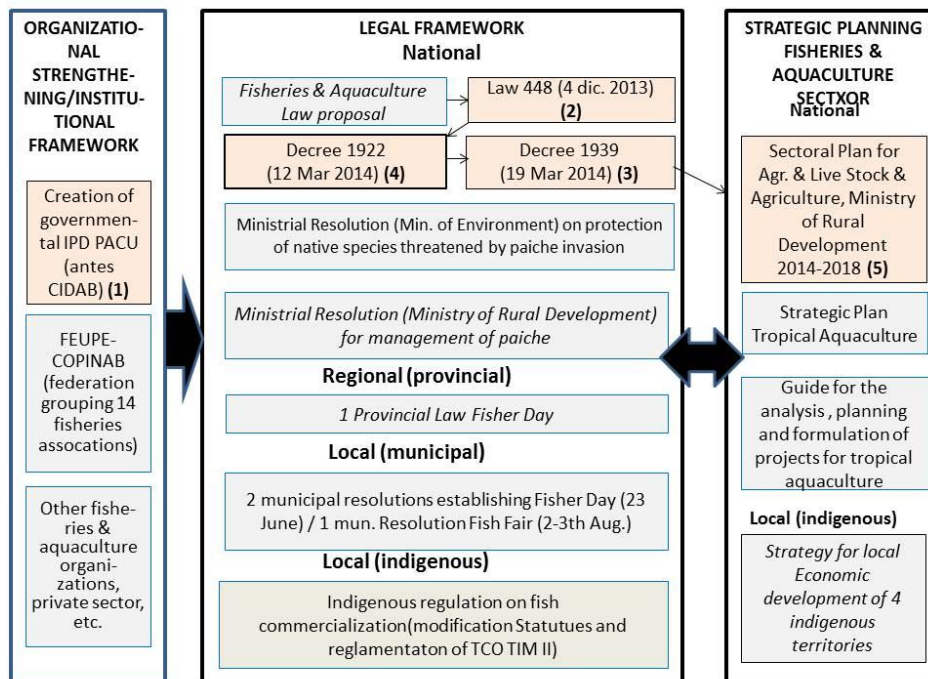 ORGANIZATIO-
NAL
STRENGTHE-
NING/INSTITU-
TIONAL
FRAMEWORK
Creation of
governmen-
tal IPD PACU
(antes
CIDAB) (1)
FEUPE-
COPINAB
(federation
grouping 14
fisheries
assocations)
Other fishe-
ries &
aquaculture
organi-
zations,
private sector,
etc.
LEGAL FRAMEWORK
National
Fisheries & Aquaculture
Law proposal
Law 448 (4 dic. 2013)
(2)
Decree 1922
(12 Mar 2014) (4)
Decree 1939
(19 Mar 2014) (3)
Ministrial Resolution (Min. of Environment) on protection
of native species threatened by paiche invasion
Ministrial Resolution (Ministry of Rural Development)
for management of paiche
Regional (provincial)
1 Provincial Law Fisher Day
Local (municipal)
2 municipal resolutions establishing Fisher Day (23
June) / 1 mun. Resolution Fish Fair (2-3th Aug.)
Local (indigenous)
Indigenous regulation on fish
commercialization(modification Statutues and
reglamentaton of TCO TIM II)
STRATEGIC PLANNING
FISHERIES &
AQUACULTURE
SECTXOR
National
Sectoral Plan for
Agr. & Live Stock &
Agriculture, Ministry
of Rural
Development
2014-2018 (5)
Strategic Plan
Tropical Aquaculture
Guide for the
analysis , planning
and formulation of
projects for tropical
aquaculture
Local (indigenous)
Strategy for local
Economic
development of 4
indigenous
territories